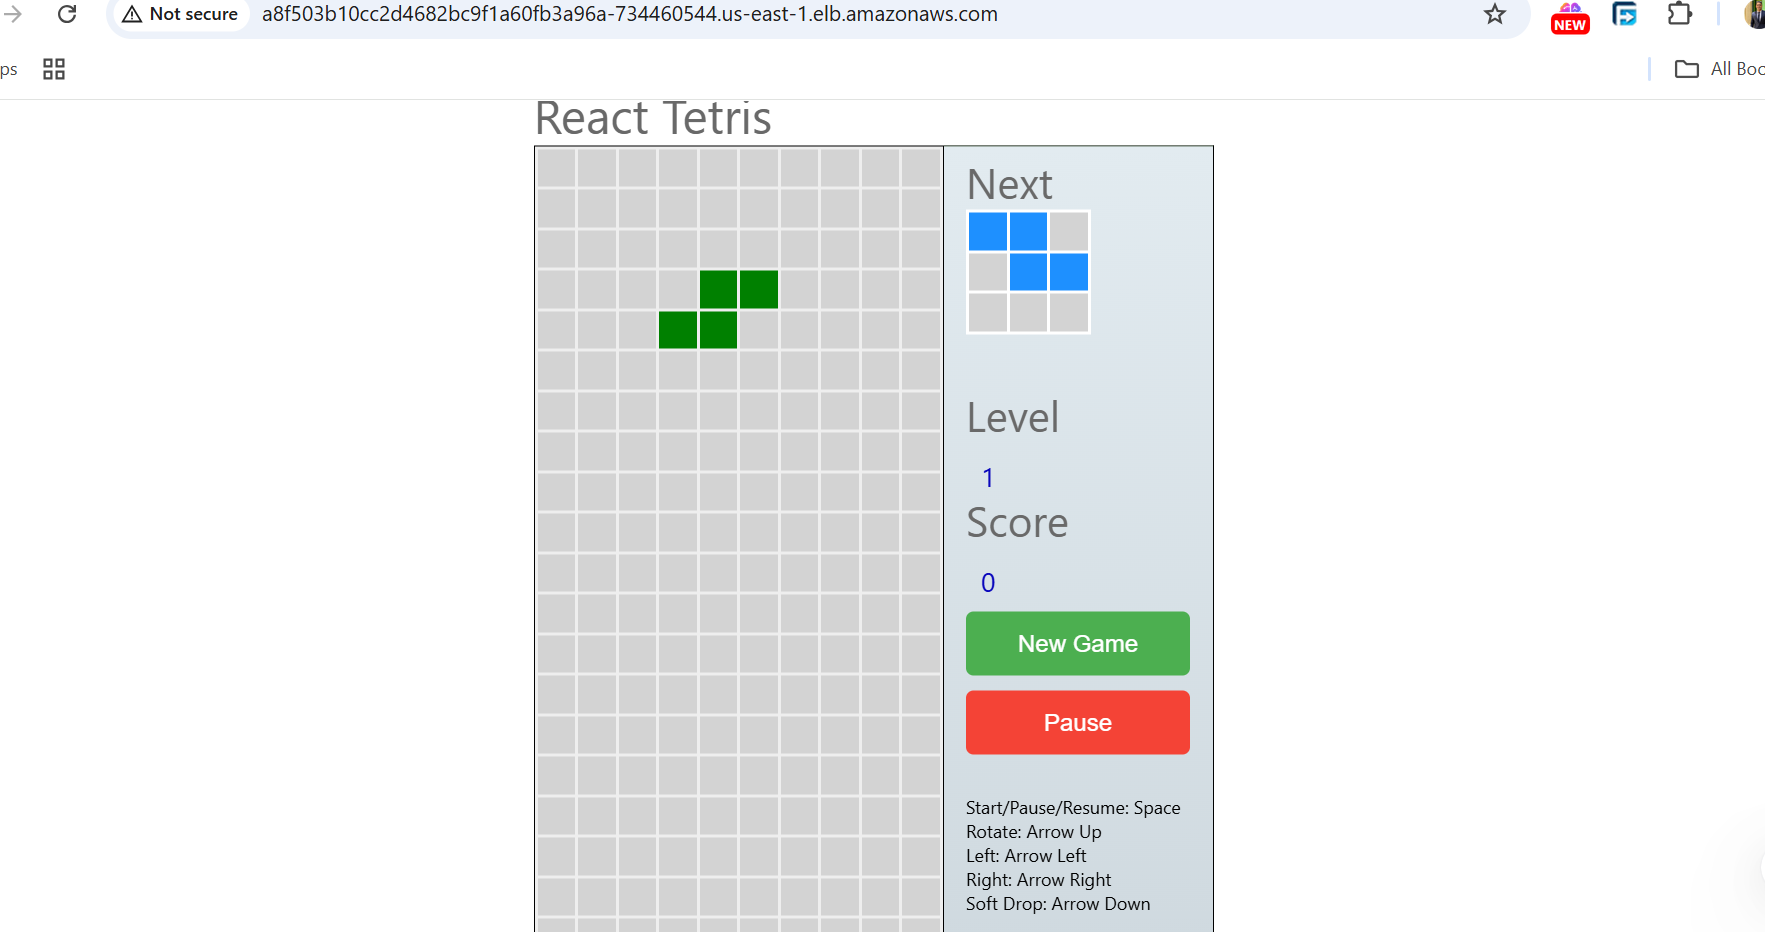 Not secure
a8f503b10cc2d4682bc9f1a60fb3a96a-734460544.us-east-1.elb.amazonaws.com
NEW
ps
All Boo
React Tetris
Next
Level
1
Score
0
New Game
Pause
Start/Pause/Resume: Space
Rotate: Arrow Up
Left: Arrow Left
Right: Arrow Right
Soft Drop: Arrow Down